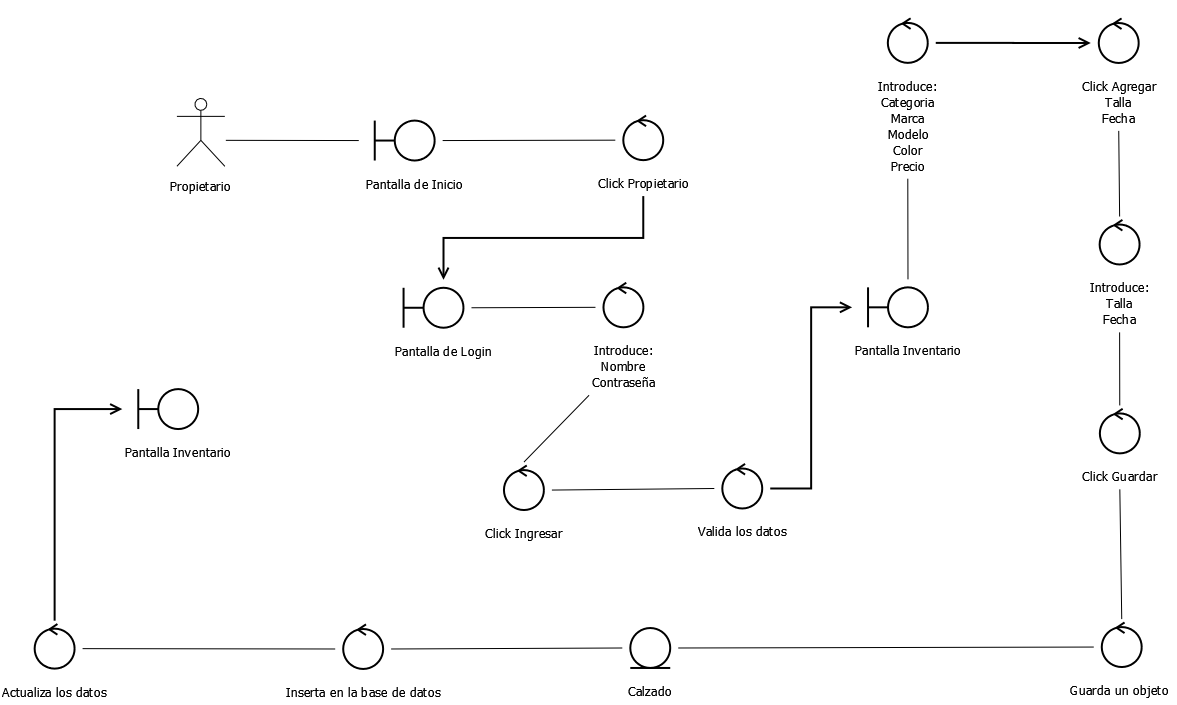 Introduce:
Categoria
Marca
Modelo
Color
Precio
Click Agregar
Talla
Fecha
Propietario
Pantalla de Inicio
Click Propietario
Pantalla de Login
Introduce:
Nombre
Contraseña
Pantalla Inventario
Introduce:
Talla
Fecha
Pantalla Inventario
Click Ingresar
Valida los datos
Click Guardar
Actualiza los datos
Inserta en la base de datos
Calzado
Guarda un objeto